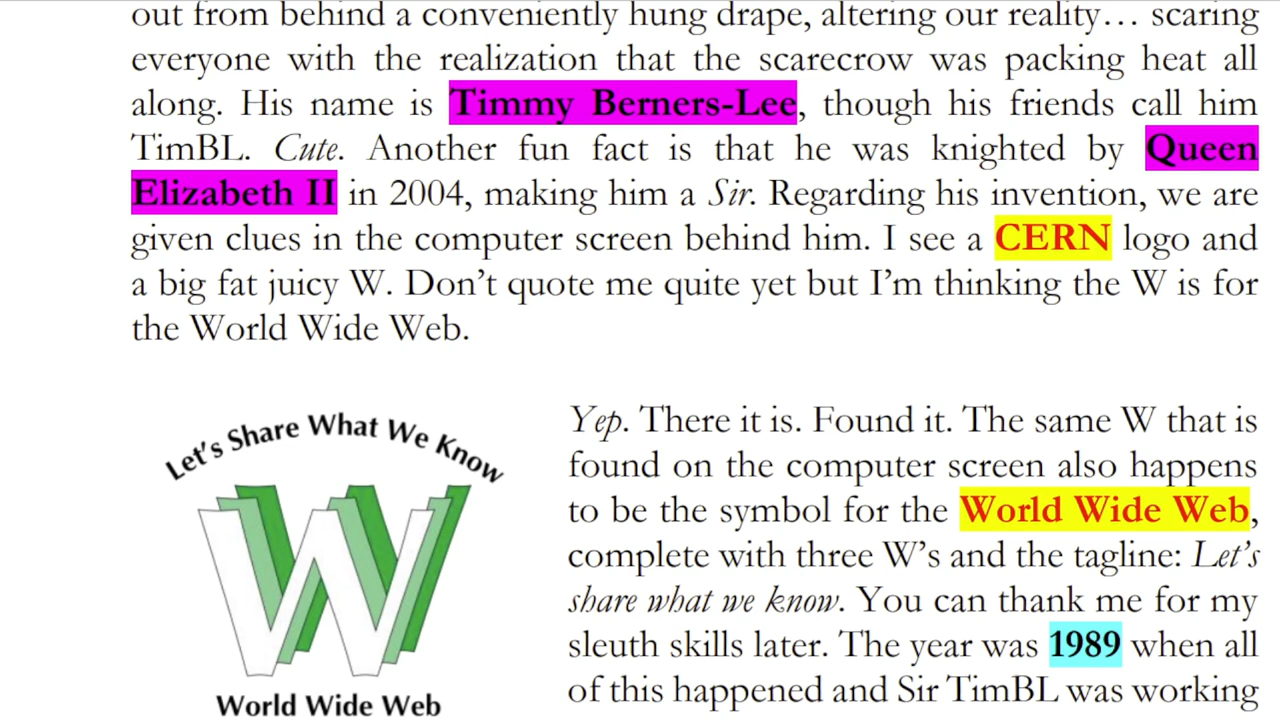 out from behind a conveniently hung drape, altering our reality… scaring
everyone with the realization that the scarecrow was packing heat all
along. His name is Timmy Berners-Lee, though his friends call him
TimBL. Cute. Another fun fact is that he was knighted by Queen
Elizabeth II in 2004, making him a Sir. Regarding his invention, we are
given clues in the computer screen behind him. I see a CERN logo and
a big fat juicy W. Don’t quote me quite yet but I’m thinking the W is for
the World Wide Web.
Let's Share What We Know
W
World Wide Web
Yep. There it is. Found it. The same W that is
found on the computer screen also happens
to be the symbol for the World Wide Web,
complete with three W’s and the tagline: Let’s
share what we know. You can thank me for my
sleuth skills later. The year was 1989 when all
of this happened and Sir TimBL was working